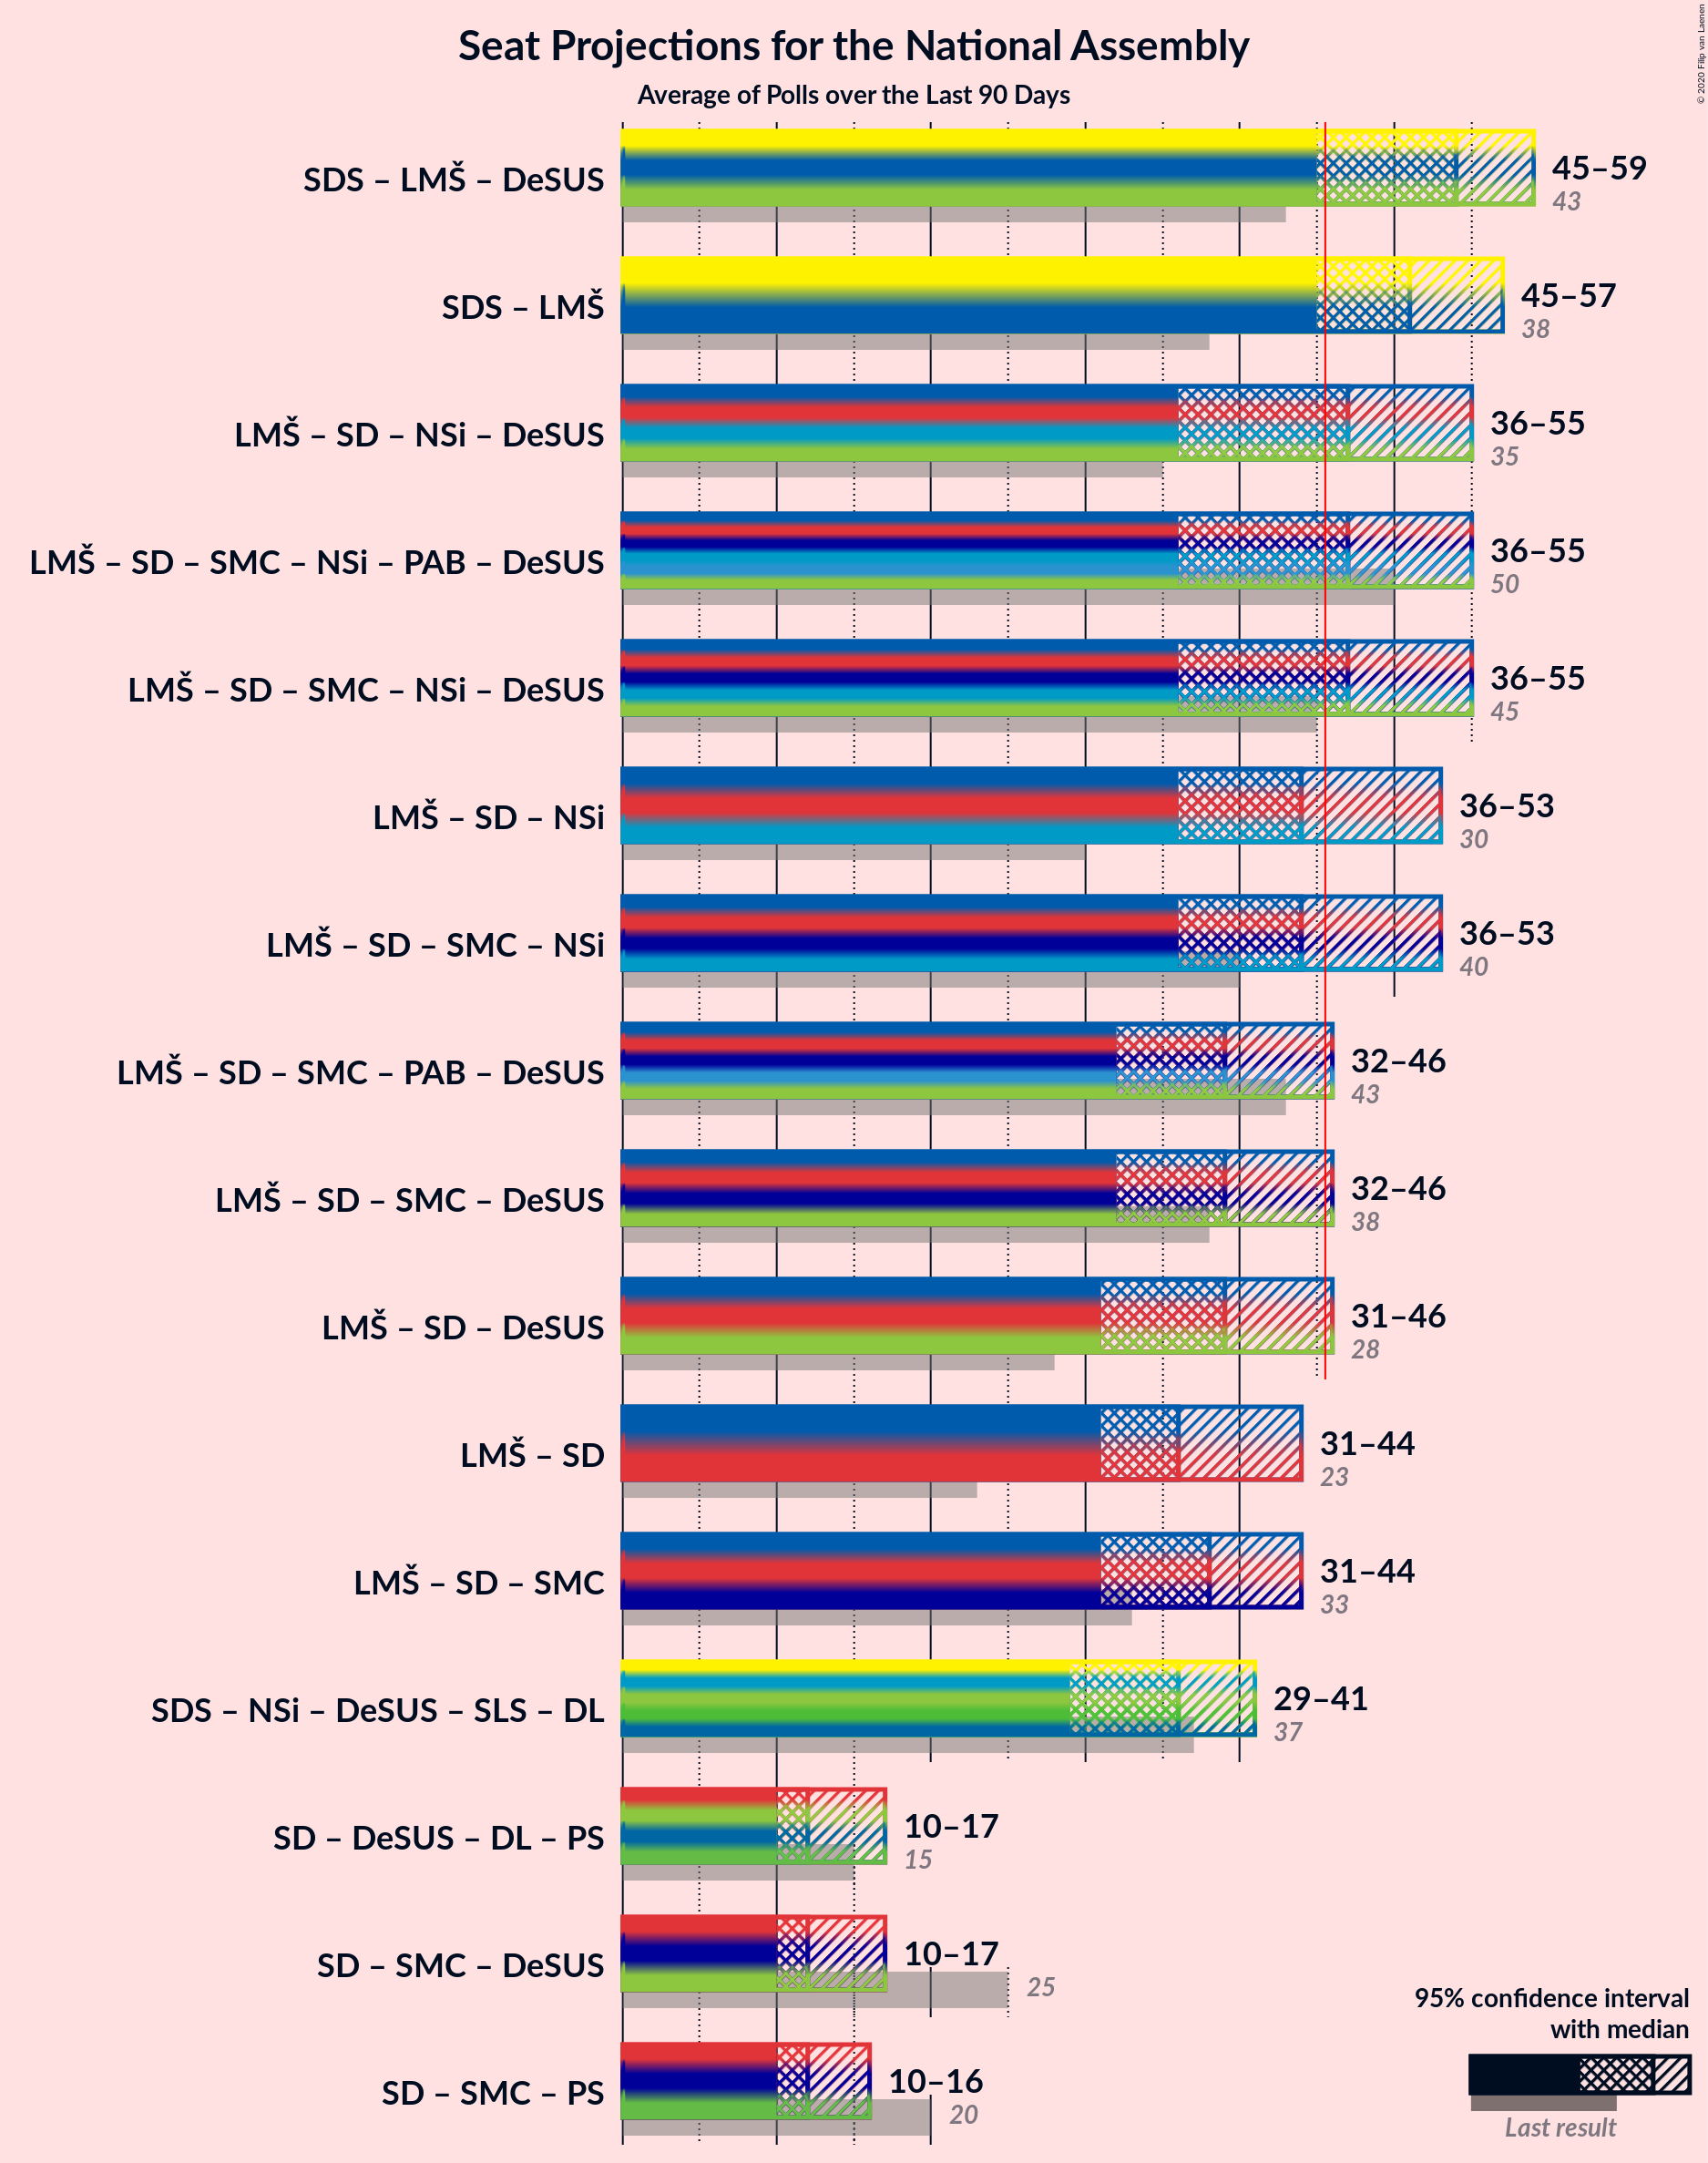 © 2020 Filip van Laenen
Seat Projections for the National Assembly
Average of Polls over the Last 90 Days
SDS – LMŠ – DeSUS
45–59
43
SDS – LMŠ
45–57
38
LMŠ – SD – NSi – DeSUS
36–55
35
LMŠ – SD – SMC – NSi – PAB – DeSUS
36–55
50
LMŠ – SD – SMC – NSi – DeSUS
36–55
45
LMŠ – SD – NSi
36–53
30
LMŠ – SD – SMC – NSi
36–53
40
LMŠ – SD – SMC – PAB – DeSUS
32–46
43
LMŠ – SD – SMC – DeSUS
32–46
38
LMŠ – SD – DeSUS
31–46
28
LMŠ – SD
31–44
23
LMŠ – SD – SMC
31–44
33
SDS – NSi – DeSUS – SLS – DL
29–41
37
SD – DeSUS – DL – PS
10–17
15
SD – SMC – DeSUS
10–17
25
SD – SMC – PS
10–16
20
95% confidence interval
with median
Last result